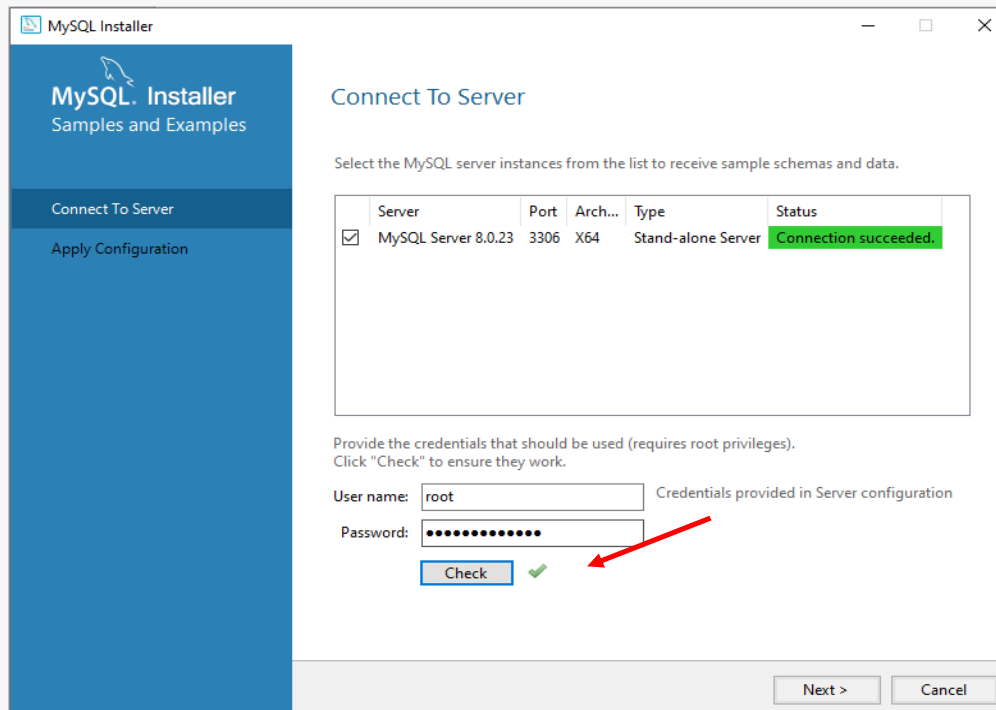 MySQL Installer
MySQL. Installer
Samples and Examples
Connect To Server
Apply Configuration
Connect To Server
Select the MySQL server instances from the list to receive sample schemas and data.
Server Port Arch... Type Status
MySQL Server 8.0.23 3306 X64 Stand-alone Server Connection succeeded.
Provide the credentials that should be used (requires root privileges).
Click "Check" to ensure they work.
User name: root Credentials provided in Server configuration
Password: •••••••••••••
Check
Next > Cancel